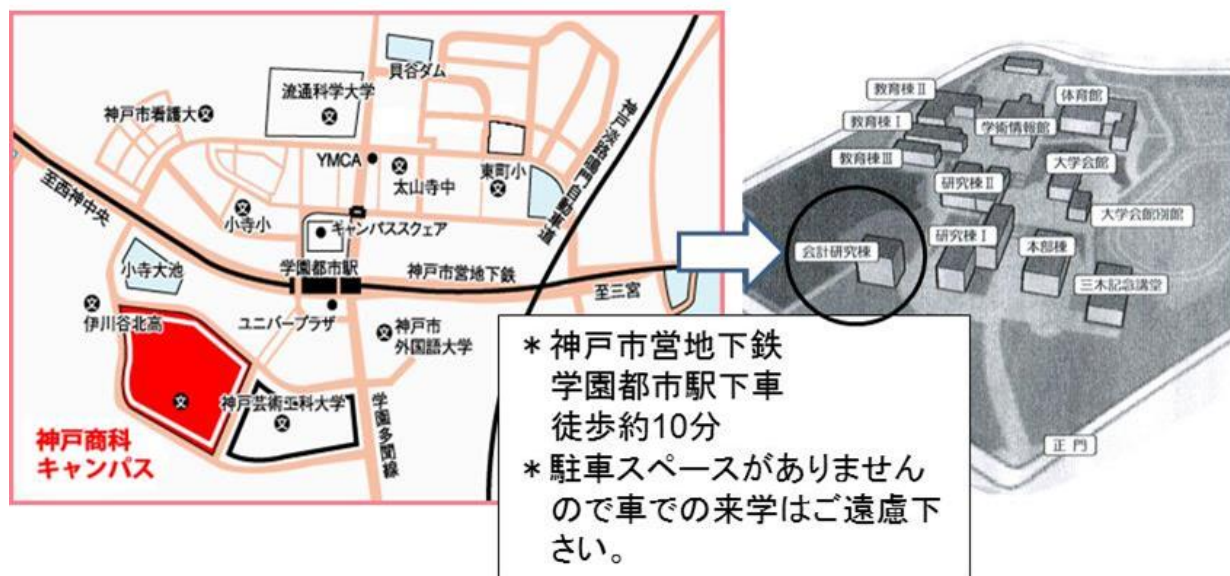 貝谷ダム
流通科学大学
神戸市看護大
文
文
YMCA
文
太山寺中
東町小
文
神戸淡路鳴門自動車道
至西神中央
文
小寺小
キャンパススクェア
小寺大池
学園都市駅
神戸市営地下鉄
至三宮
文
伊川谷北高
ユニバープラザ
文
神戸市
外国語大学
文
神戸芸術工科大学
文
学園多聞線
神戸商科
キャンパス
教育棟Ⅱ
体育館
教育棟Ⅰ
学術情報館
教育棟Ⅲ
大学会館
研究棟Ⅱ
大学会館別館
会計研究棟
研究棟Ⅰ
本部棟
三木記念講堂
正門
*神戸市営地下鉄
学園都市駅下車
徒歩約10分
*駐車スペースがありません
ので車での来学はご遠慮下
さい。